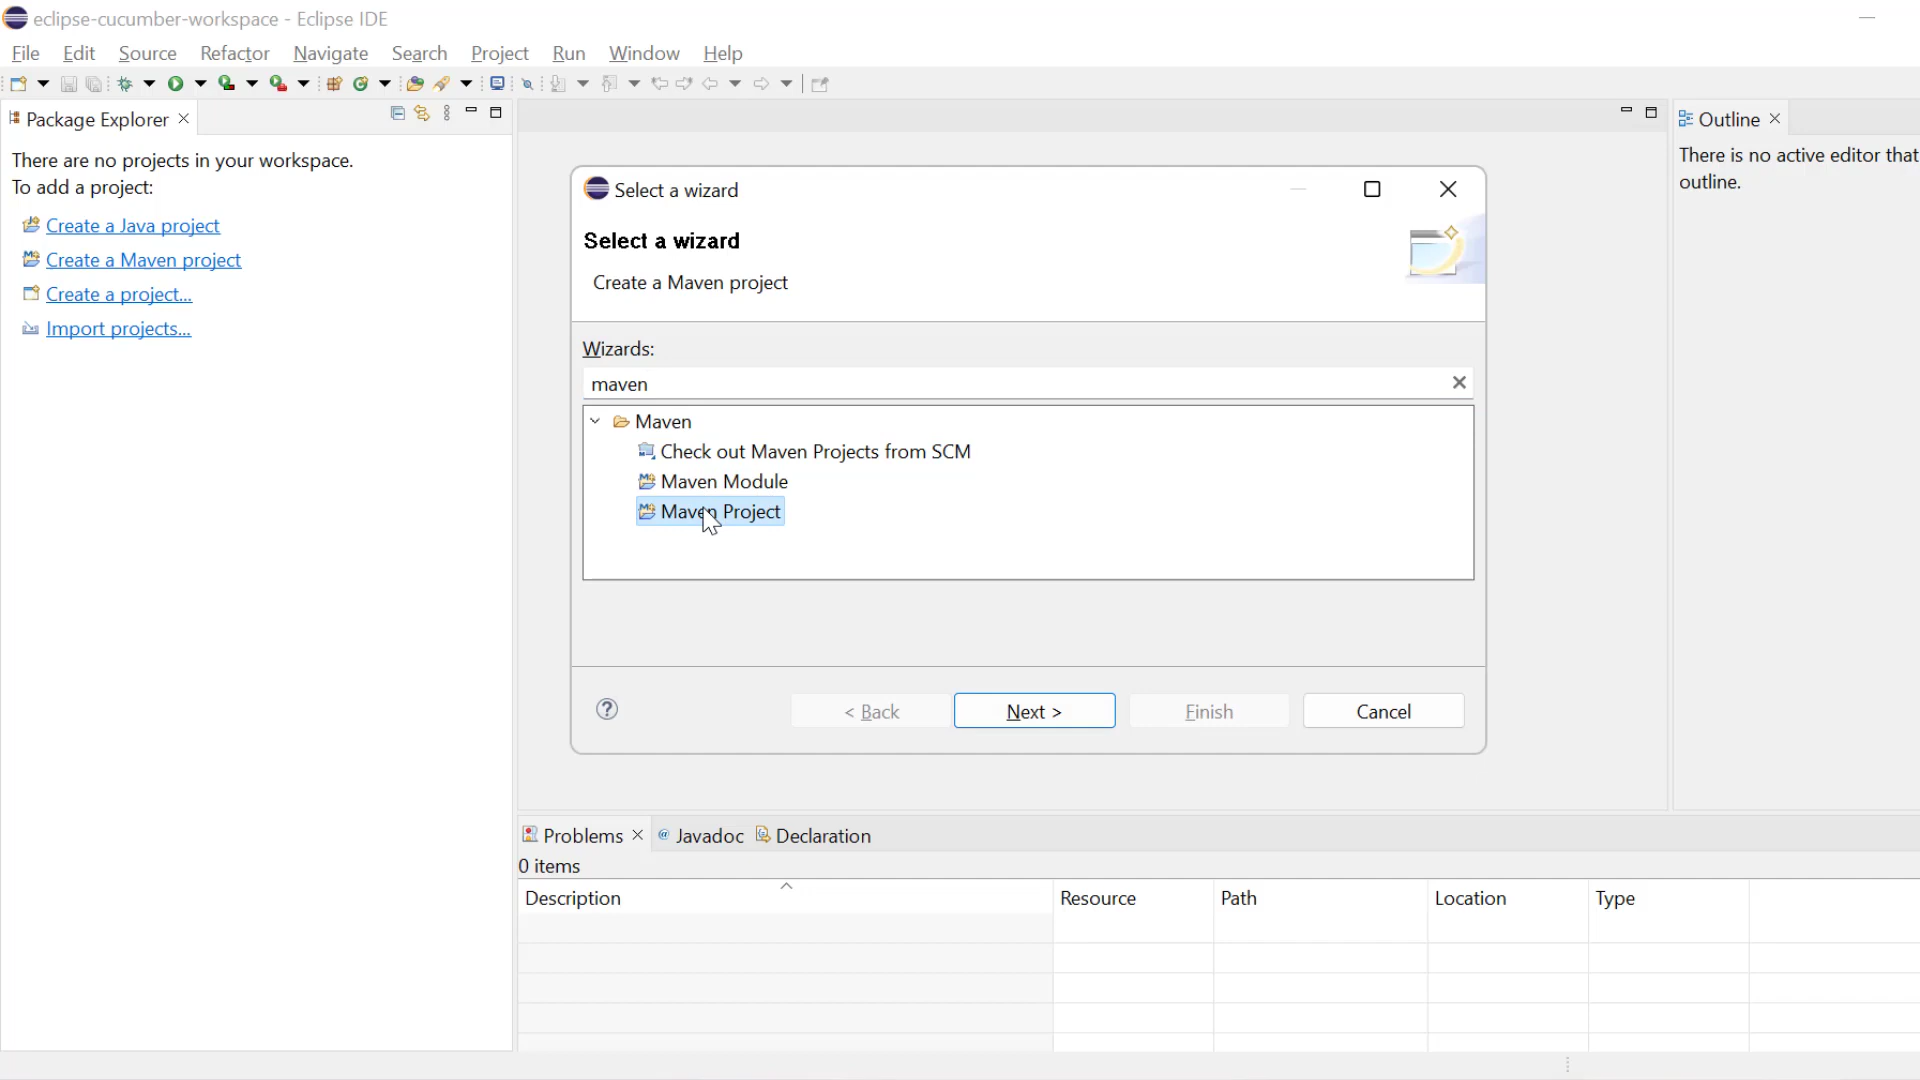 eclipse-cucumber-workspace - Eclipse IDE
File Edit Source Refactor Navigate Search Project Run Window Help
Package Explorer
There are no projects in your workspace.
To add a project:
Create a Java project
Create a Maven project
Create a project...
Import projects...
Select a wizard
Select a wizard
Create a Maven project
Wizards:
maven
Maven
Check out Maven Projects from SCM
Maven Module
Maven Project
< Back Next > Finish Cancel
Outline
There is no active editor that
outline.
Problems @ Javadoc Declaration
0 items
Description Resource Path Location Type